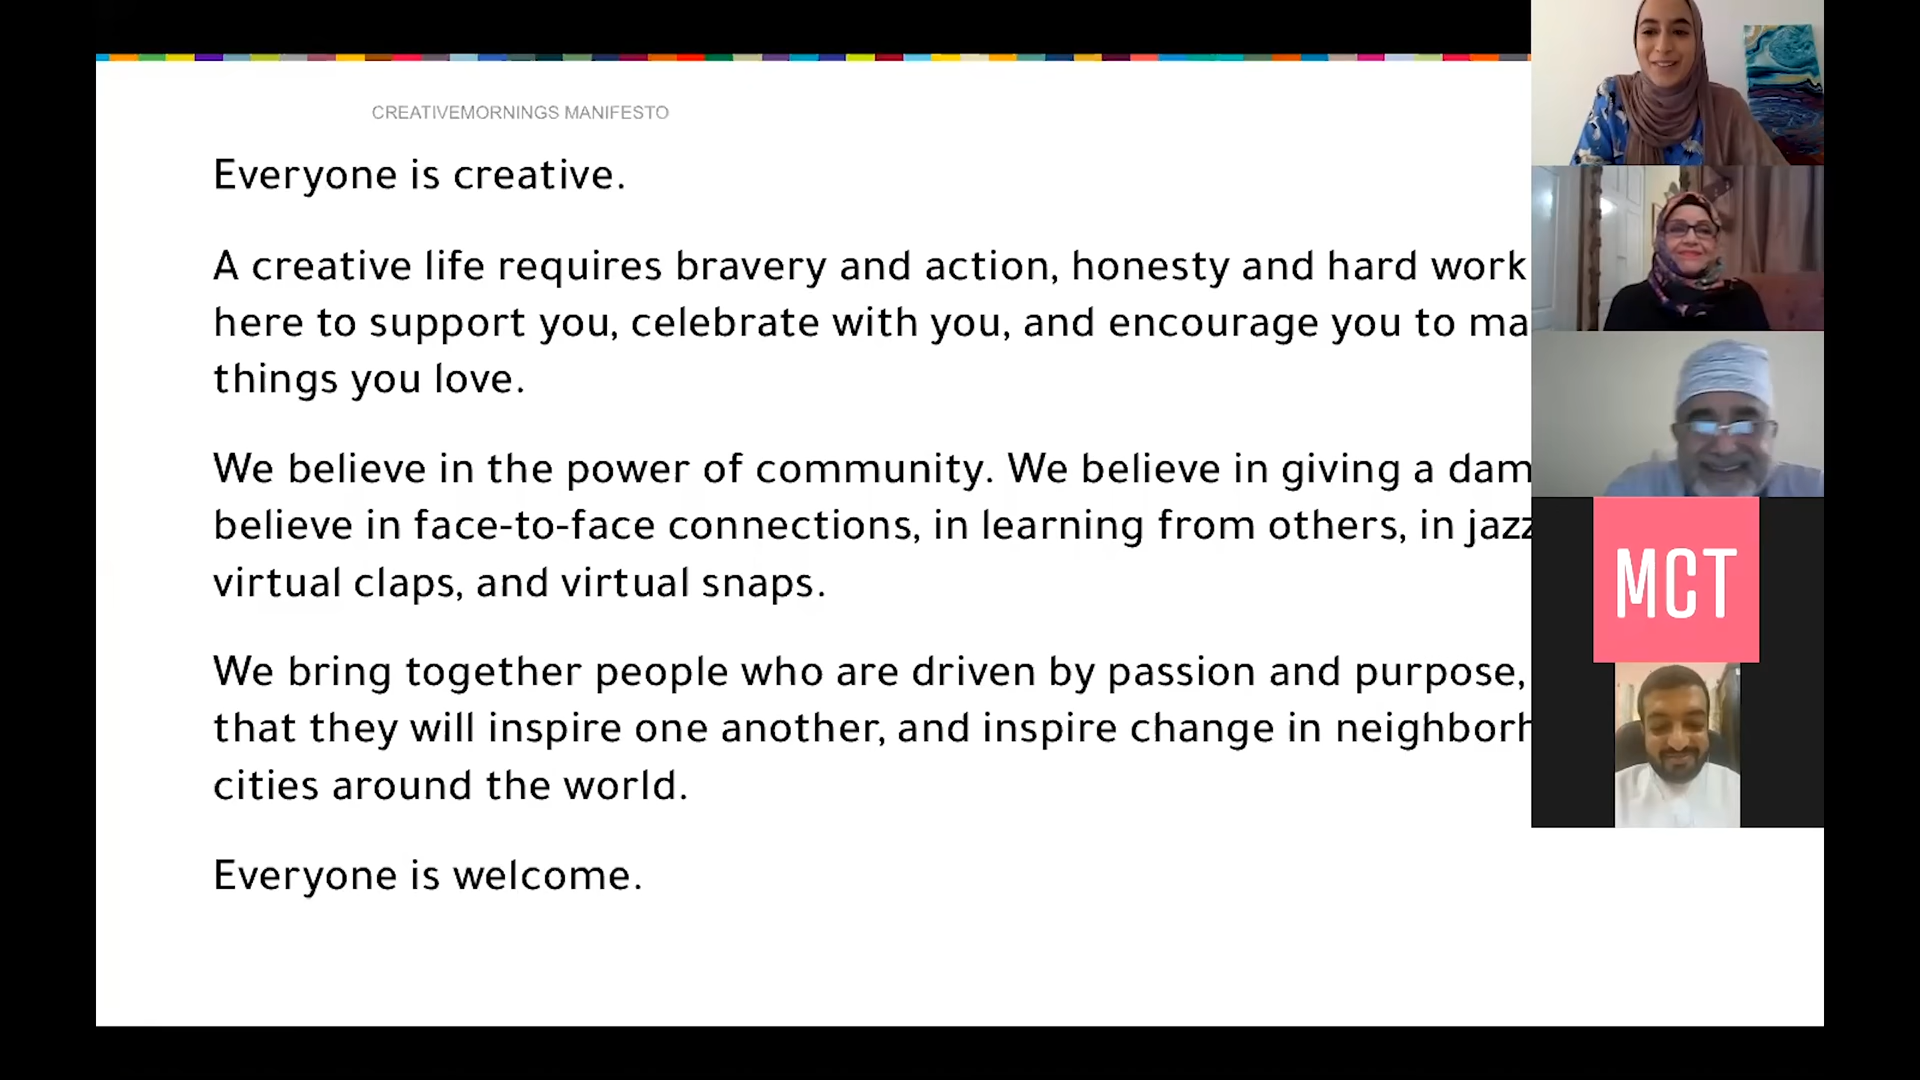 CREATIVEMORNINGS MANIFESTO
Everyone is creative.
A creative life requires bravery and action, honesty and hard work
here to support you, celebrate with you, and encourage you to ma
things you love.
We believe in the power of community. We believe in giving a dam
believe in face-to-face connections, in learning from others, in jazz
virtual claps, and virtual snaps.
We bring together people who are driven by passion and purpose,
that they will inspire one another, and inspire change in neighborh
cities around the world.
Everyone is welcome.
MCT